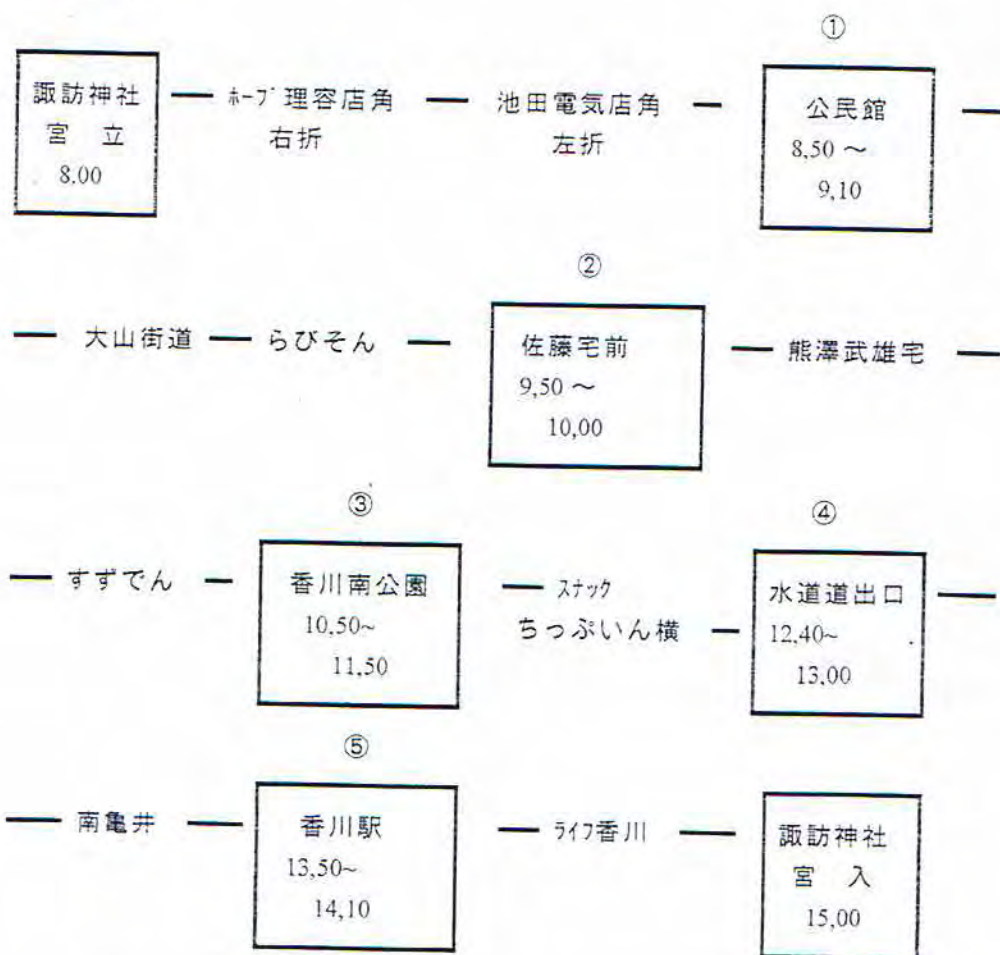 ①
諏訪神社
宮 立
8,00
ホープ理容店角
右折
池田電気店角
左折
公民館
8,50 ～
9,10
②
大山街道
らびそん
佐藤宅前
9,50 ～
10,00
熊澤武雄宅
③
④
すずでん
香川南公園
10,50~
11,50
スナック
ちっぷいん横
水道道出口
12,40~
13,00
⑤
南亀井
香川駅
13,50~
14,10
ライフ香川
諏訪神社
宮 入
15,00